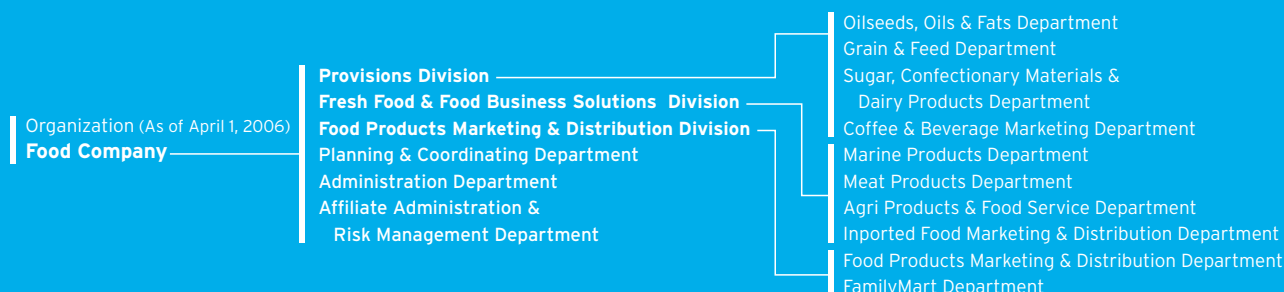 Organization (As of April 1, 2006)
Food Company
Provisions Division
Fresh Food & Food Business Solutions Division
Food Products Marketing & Distribution Division
Planning & Coordinating Department
Administration Department
Affiliate Administration &
Risk Management Department
Oilseeds, Oils & Fats Department
Grain & Feed Department
Sugar, Confectionary Materials &
Dairy Products Department
Coffee & Beverage Marketing Department
Marine Products Department
Meat Products Department
Agri Products & Food Service Department
Inported Food Marketing & Distribution Department
Food Products Marketing & Distribution Department
FamilyMart Department